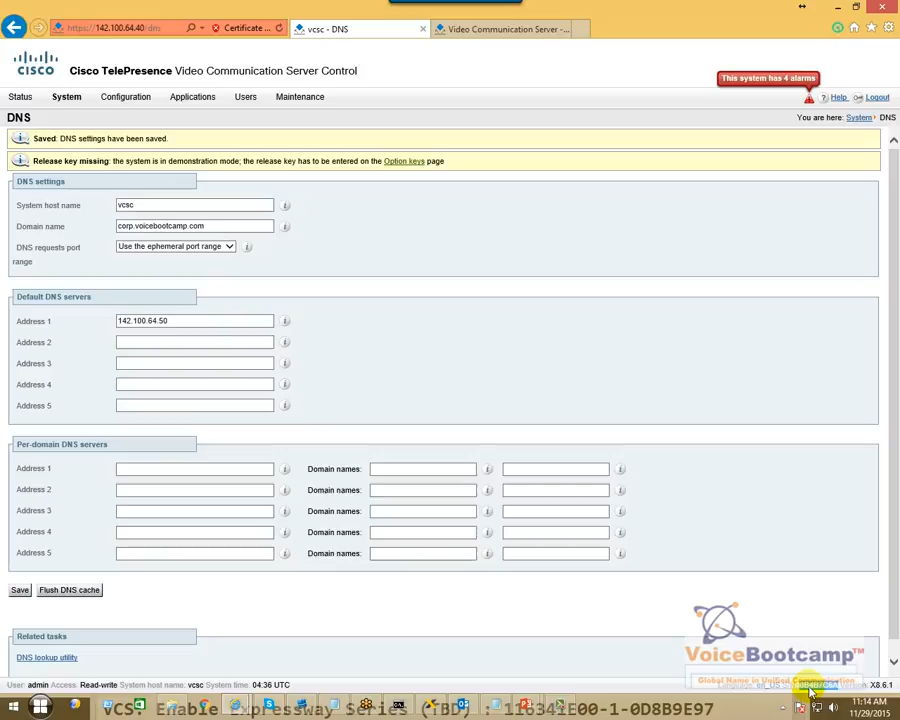 https://142.100.64.40/dns
Certificate ...
vcsc - DNS
Video Communication Server -...
CISCO
Cisco TelePresence Video Communication Server Control
This system has 4 alarms
Status System Configuration Applications Users Maintenance
Help Logout
DNS
You are here: System DNS
Saved: DNS settings have been saved.
Release key missing: the system is in demonstration mode; the release key has to be entered on the Option keys page
DNS settings
System host name vcsc
Domain name corp.voicebootcamp.com
DNS requests port range Use the ephemeral port range
Default DNS servers
Address 1 142.100.64.50
Address 2
Address 3
Address 4
Address 5
Per-domain DNS servers
Address 1 Domain names:
Address 2 Domain names:
Address 3 Domain names:
Address 4 Domain names:
Address 5 Domain names:
Save Flush DNS cache
Related tasks
DNS lookup utility
VoiceBootcamp™
Global Name in Unified Communication
User: admin Access: Read-write System host name: vcsc System time: 04:36 UTC
Language: en_US
Version: X8.6.1
VCS: Enable Expressway Series (TBD) : 116341E00-1-0D8B9E97
11:14 AM
11/29/2015